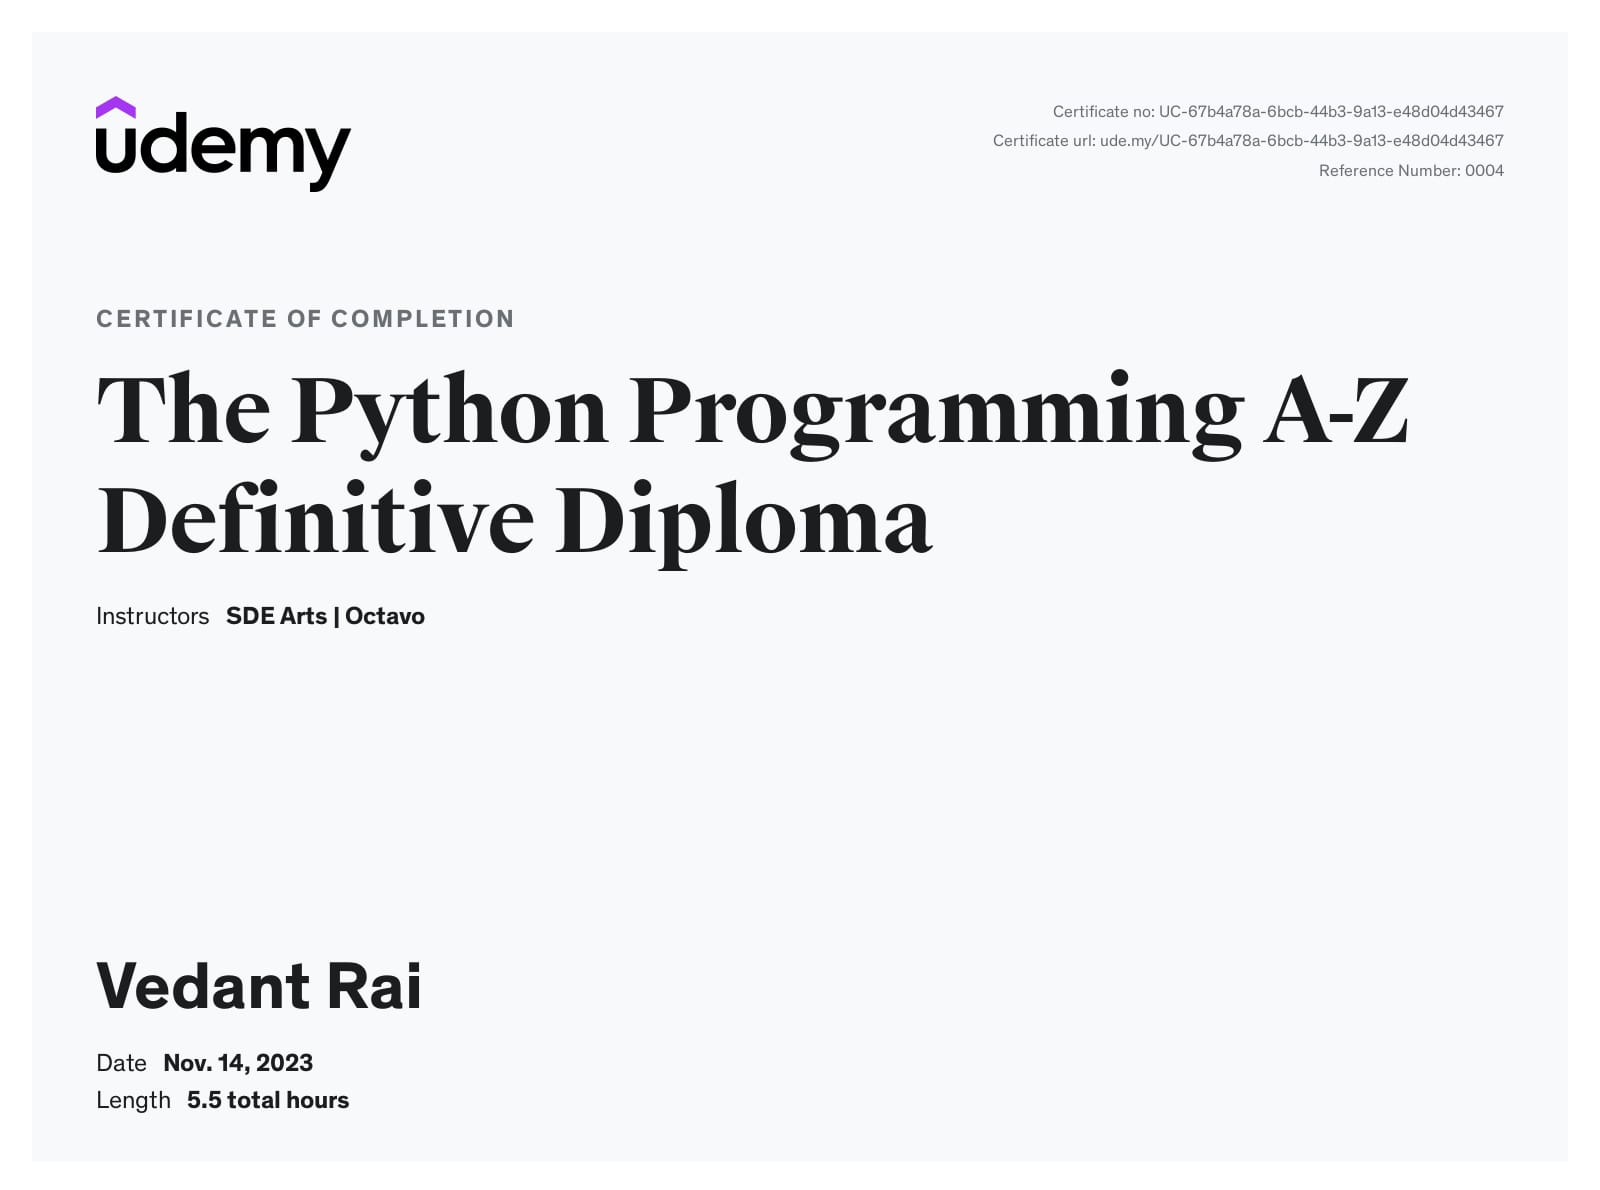 udemy
Certificate no: UC-67b4a78a-6bcb-44b3-9a13-e48d04d43467
Certificate url: ude.my/UC-67b4a78a-6bcb-44b3-9a13-e48d04d43467
Reference Number: 0004
CERTIFICATE OF COMPLETION
The Python Programming A-Z
Definitive Diploma
Instructors SDE Arts | Octavo
Vedant Rai
Date Nov. 14, 2023
Length 5.5 total hours